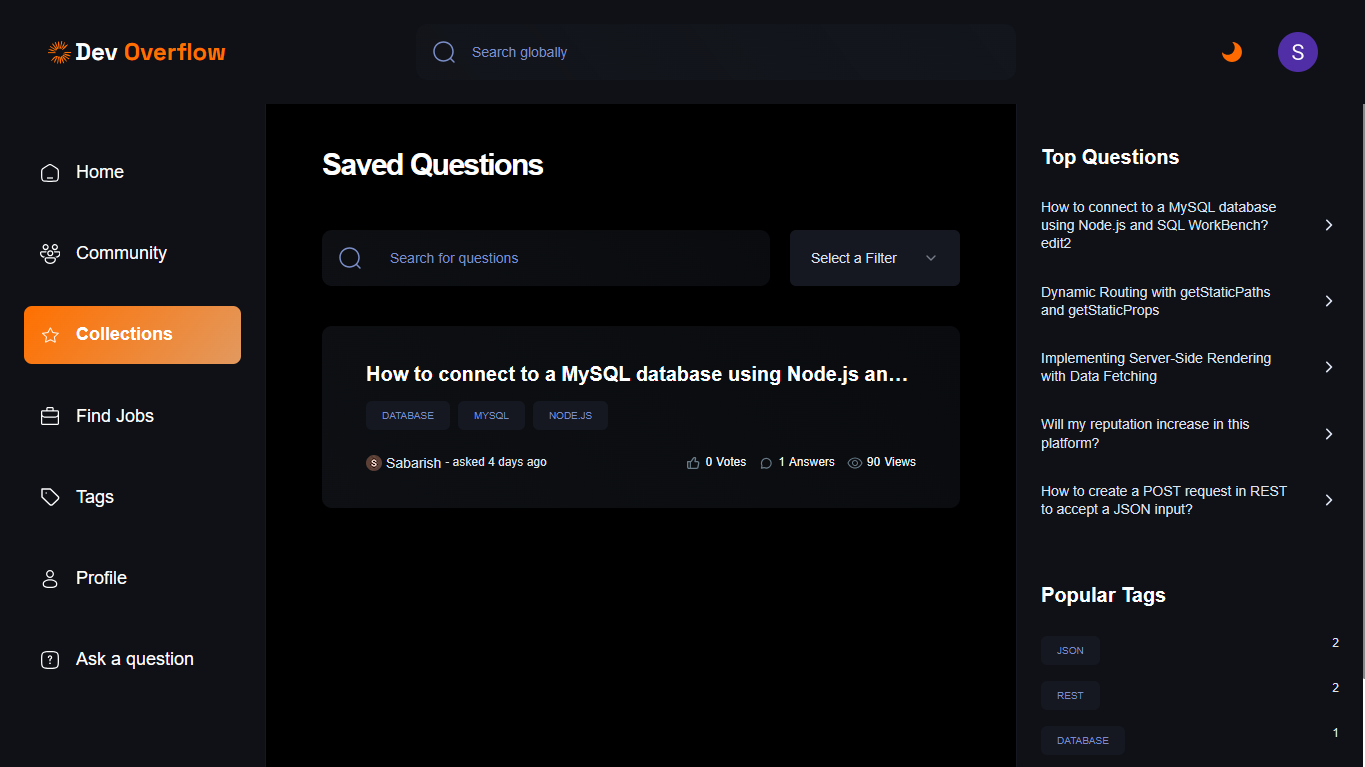 Dev Overflow
Search globally
S
Home
Community
Collections
Find Jobs
Tags
Profile
Ask a question
Saved Questions
Search for questions
Select a Filter
How to connect to a MySQL database using Node.js an...
DATABASE MYSQL NODE.JS
S Sabarish - asked 4 days ago 0 Votes 1 Answers 90 Views
Top Questions
How to connect to a MySQL database
using Node.js and SQL WorkBench?
edit2
Dynamic Routing with getStaticPaths
and getStaticProps
Implementing Server-Side Rendering
with Data Fetching
Will my reputation increase in this
platform?
How to create a POST request in REST
to accept a JSON input?
Popular Tags
JSON 2
REST 2
DATABASE 1